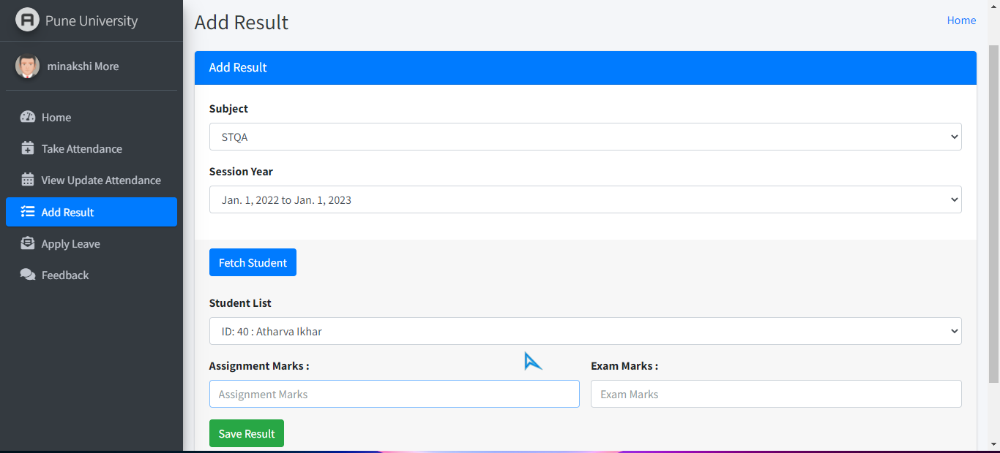 Pune University
minakshi More
Home
Take Attendance
View Update Attendance
Add Result
Apply Leave
Feedback
Add Result
Home
Add Result
Subject
STQA
Session Year
Jan. 1, 2022 to Jan. 1, 2023
Fetch Student
Student List
ID: 40 : Atharva Ikhar
Assignment Marks :
Exam Marks :
Assignment Marks
Exam Marks
Save Result